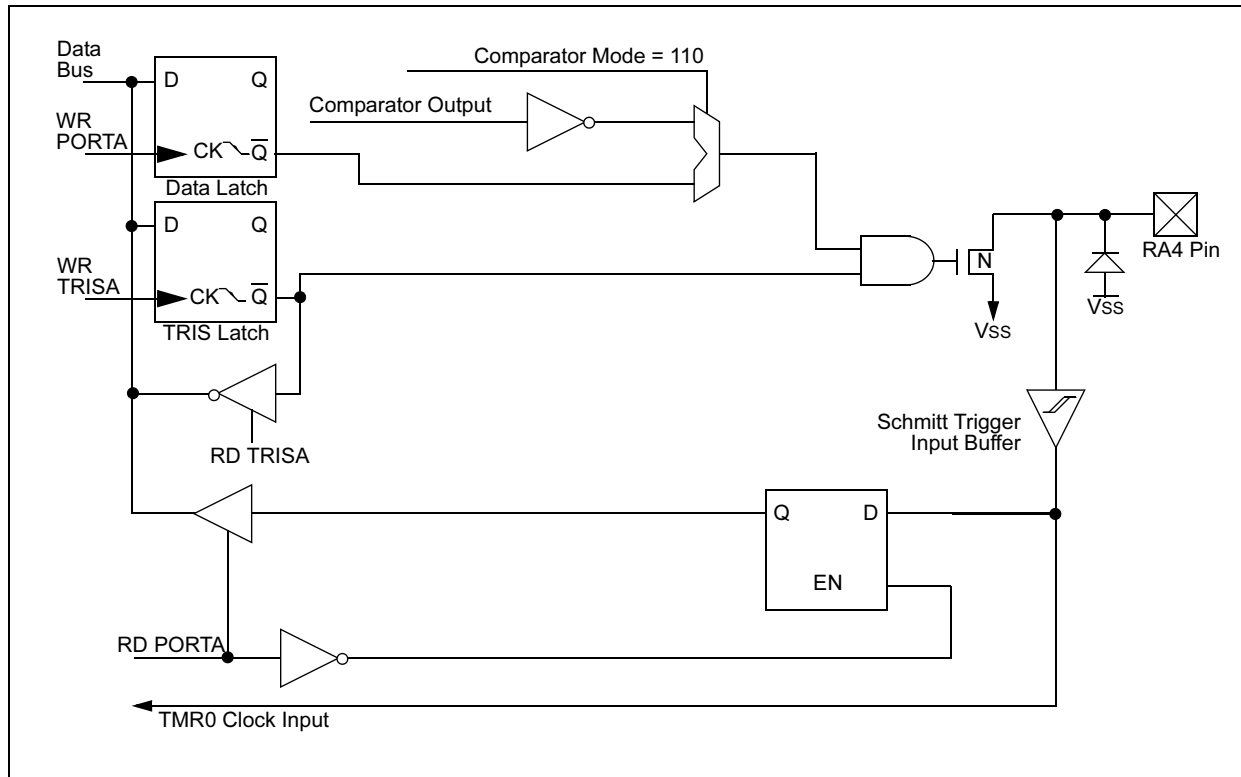 Data
Bus
D
Q
WR
PORTA
CK
Q
Data Latch
Comparator Mode = 110
Comparator Output
D
Q
WR
TRISA
CK
Q
TRIS Latch
N
VSS
RA4 Pin
VSS
RD TRISA
Schmitt Trigger
Input Buffer
Q
D
EN
RD PORTA
TMR0 Clock Input